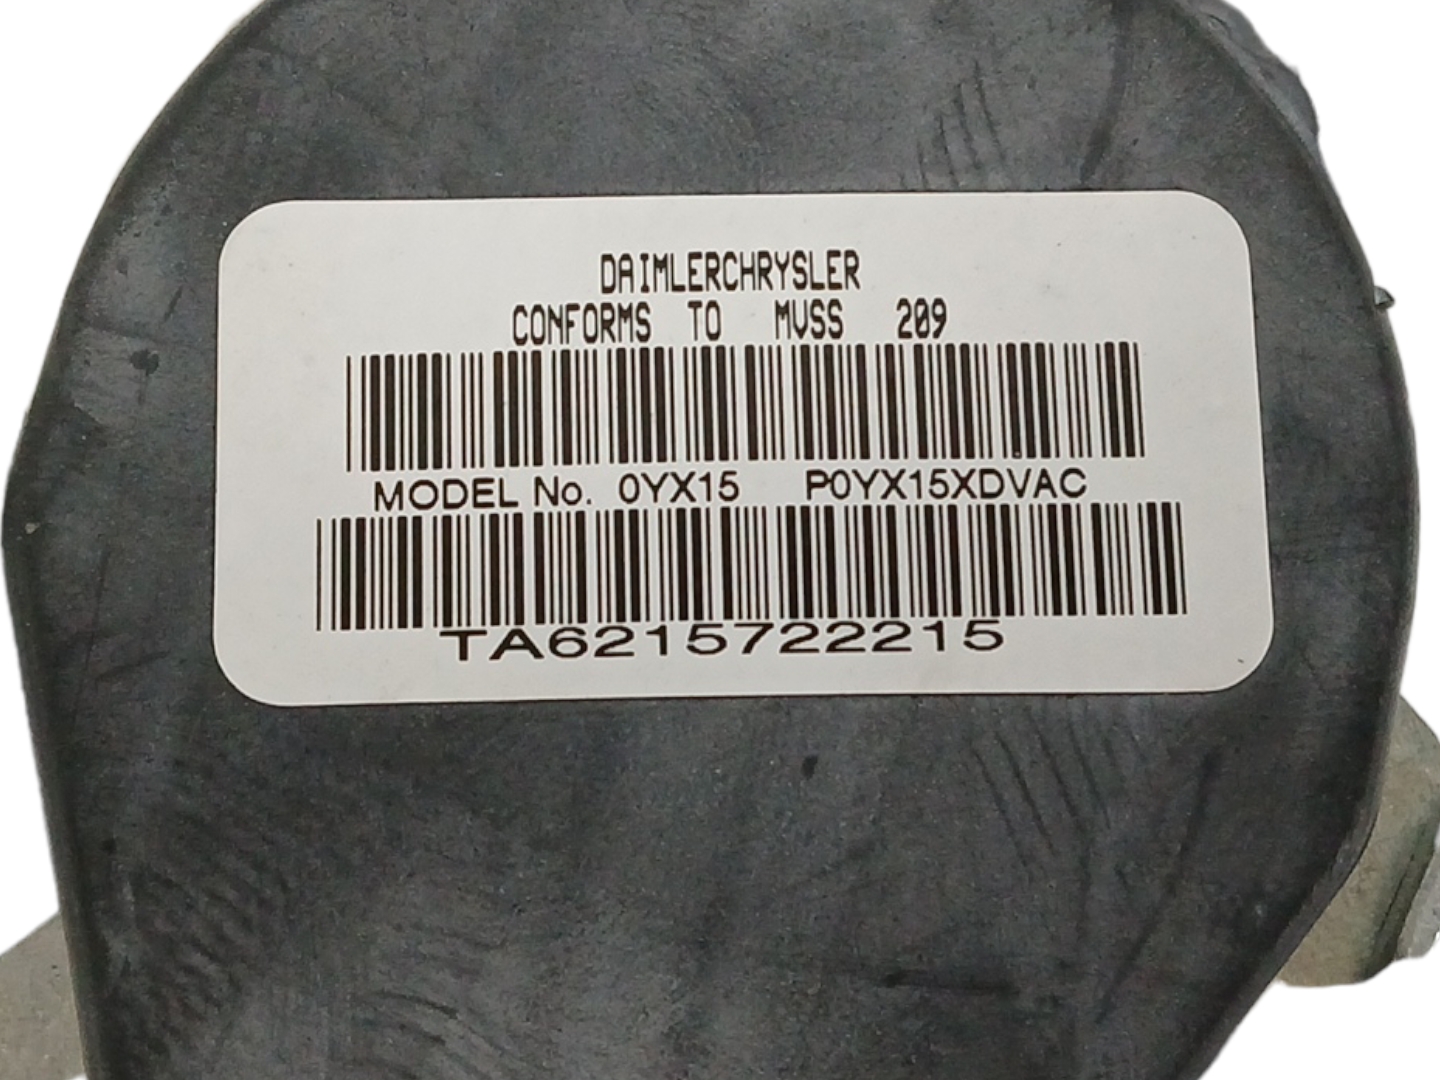 DAIMLERCHRYSLER
CONFORMS TO MVSS 209
MODEL No. 0YX15 P0YX15XDVAC
TA6215722215